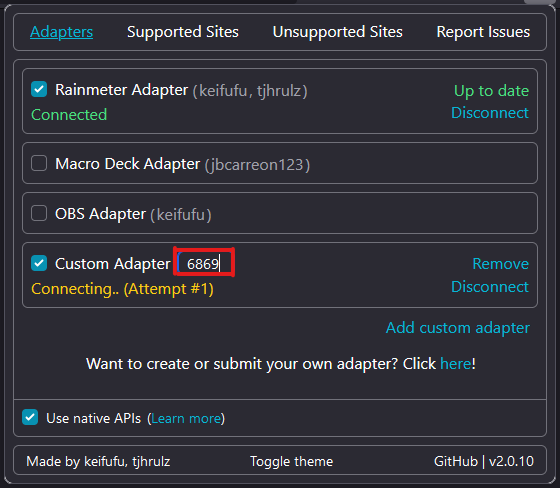 Adapters Supported Sites Unsupported Sites Report Issues
Rainmeter Adapter (keifufu, tjhrulz) Up to date
Connected Disconnect
Macro Deck Adapter (jbcarreon123)
OBS Adapter (keifufu)
Custom Adapter 6869 Remove
Connecting.. (Attempt #1) Disconnect
Add custom adapter
Want to create or submit your own adapter? Click here!
Use native APIs (Learn more)
Made by keifufu, tjhrulz Toggle theme GitHub | v2.0.10